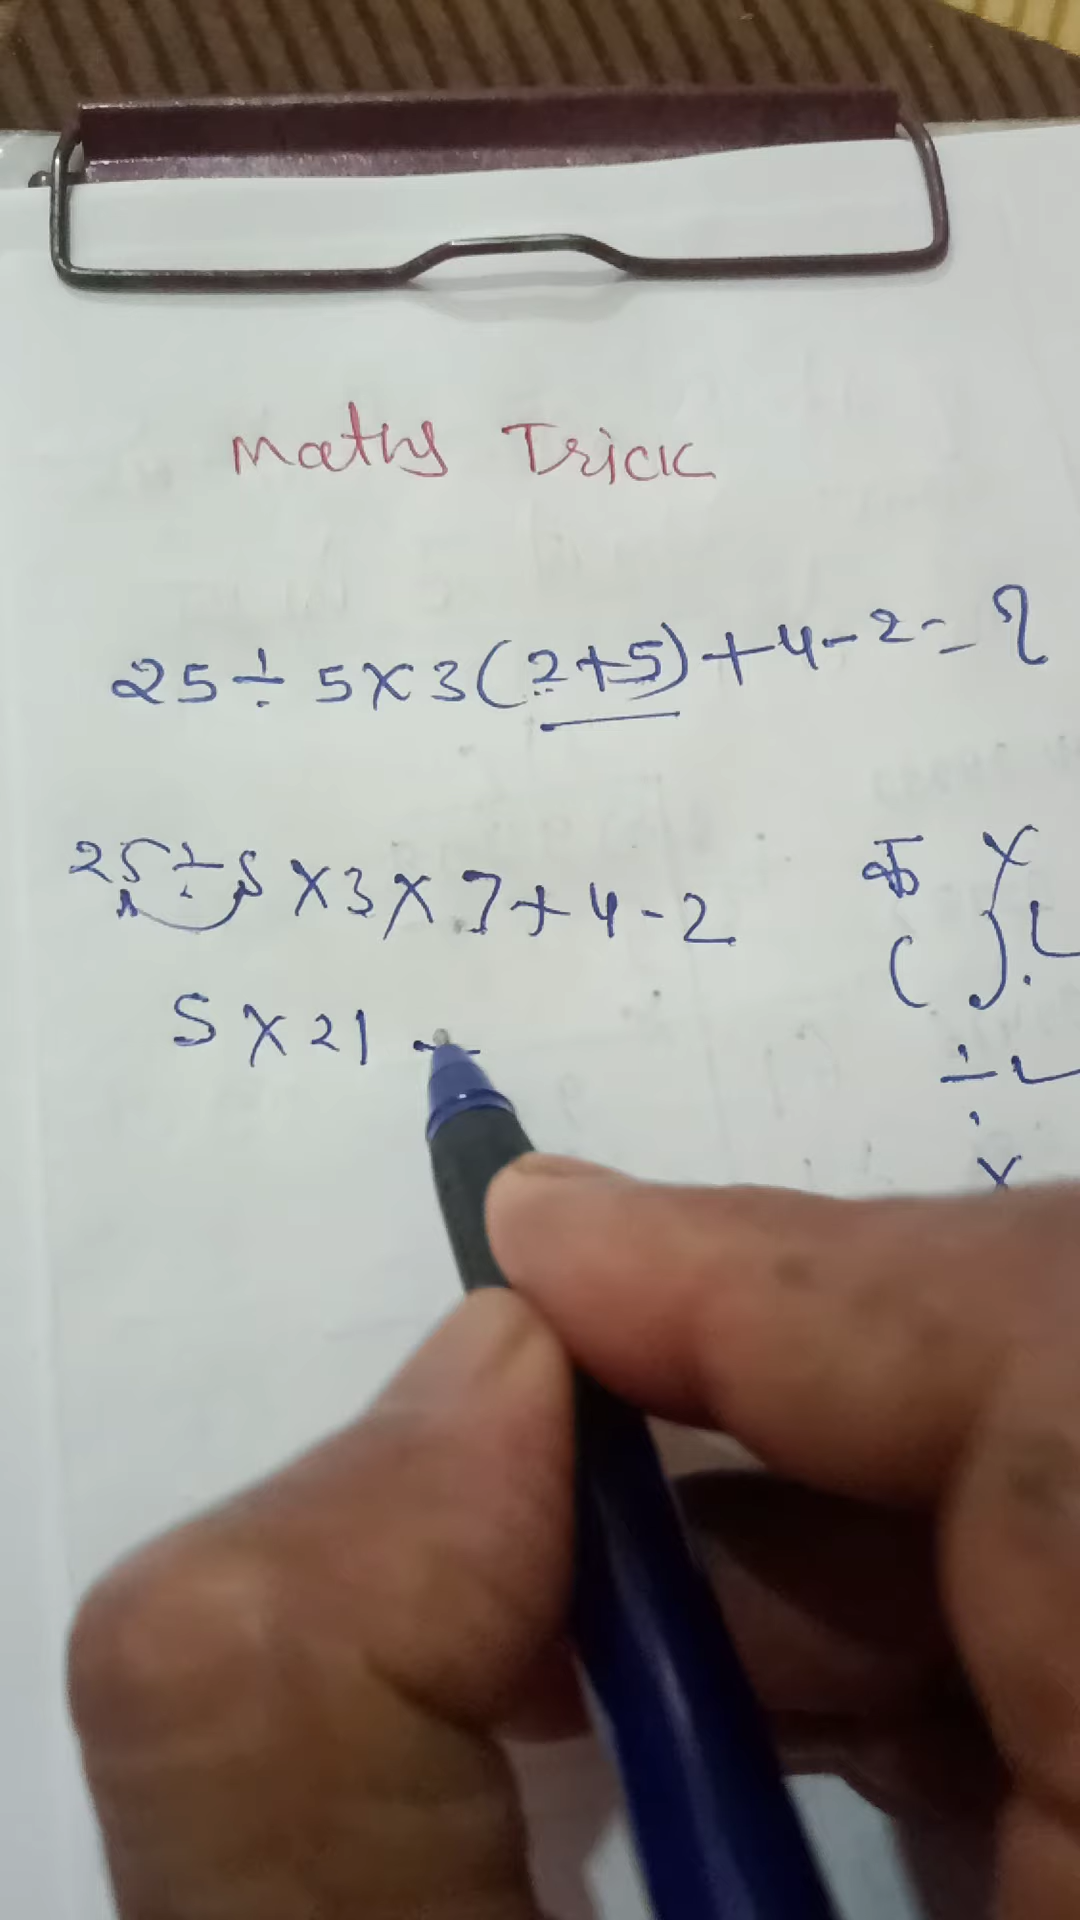 Maths Trick
25 ÷ 5 × 3 (2+5) + 4 - 2 = ?
25 ÷ 5 × 3 × 7 + 4 - 2
5 × 21
क ×
( ) .
÷
×